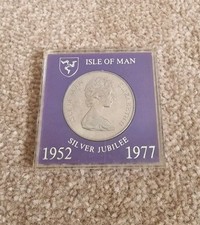 ISLE OF MAN
SILVER JUBILEE
1952 1977